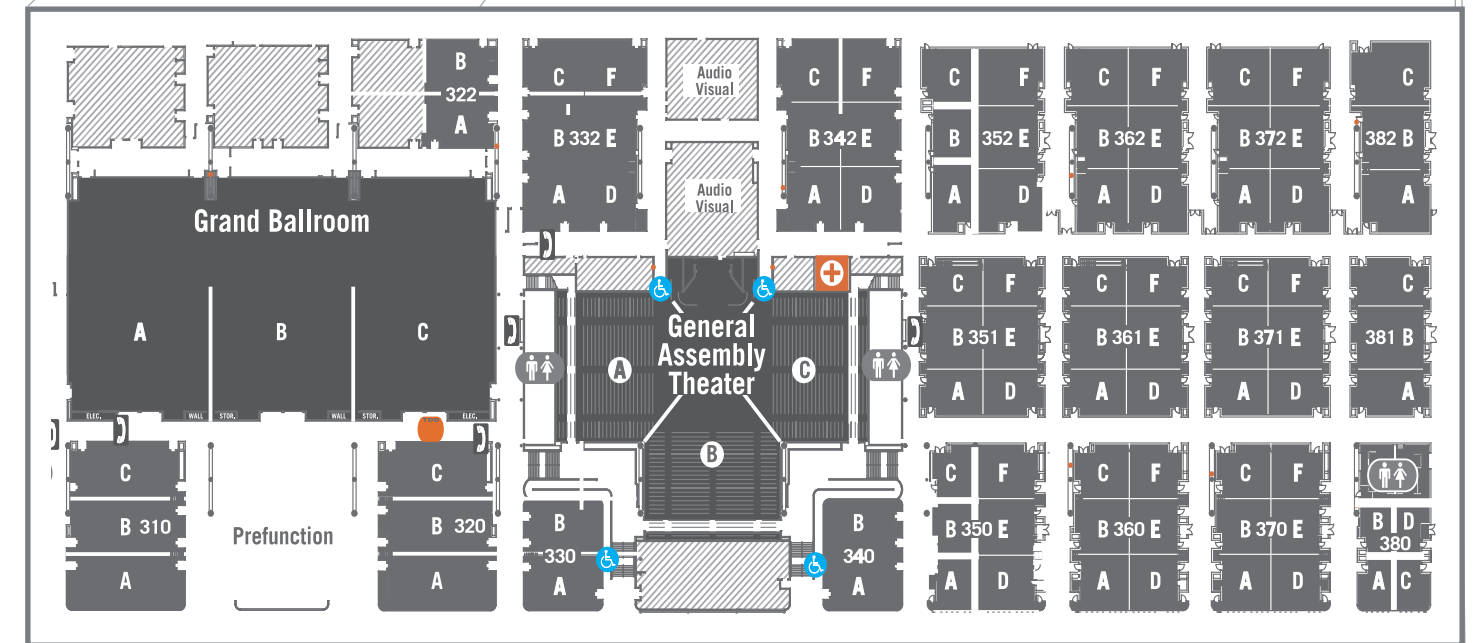 B
322
A
C F
B 332 E
A D
Audio
Visual
Audio
Visual
C F
B 342 E
A D
C F
B 352 E
A D
C F
B 362 E
A D
C F
B 372 E
A D
C
382 B
A
Grand Ballroom
A B C
ELEC. WALL STOR. WALL STOR. ELEC.
General
Assembly
Theater
A C
B
C F
B 351 E
A D
C F
B 361 E
A D
C F
B 371 E
A D
C
381 B
A
C
B 310
A
Prefunction
C
B 320
A
B
330
A
B
340
A
C F
B 350 E
A D
C F
B 360 E
A D
C F
B 370 E
A D
B D
380
A C